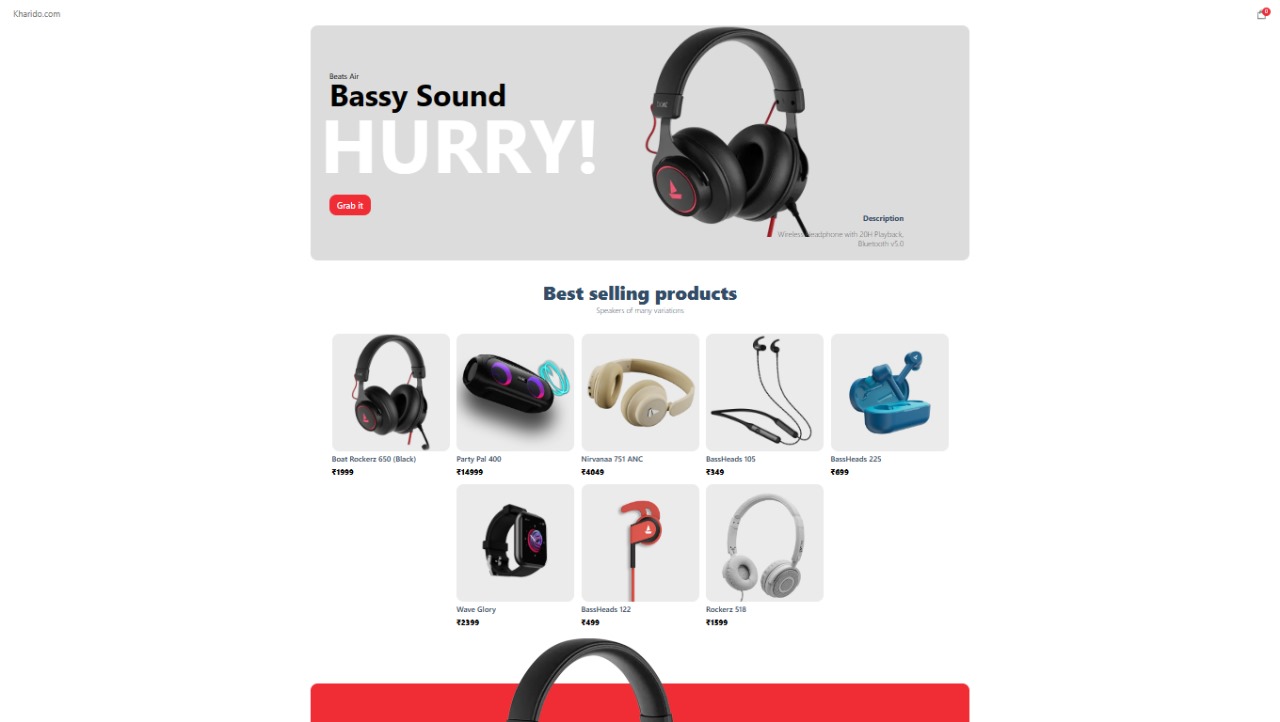 Kharido.com
0
Beats Air
Bassy Sound
HURRY!
Grab it
Description
Wireless headphone with 20H Playback,
Bluetooth v5.0
Best selling products
Speakers of many variations
Boat Rockerz 650 (Black)
₹1999
Party Pal 400
₹14999
Nirvanaa 751 ANC
₹4049
BassHeads 105
₹349
BassHeads 225
₹699
Wave Glory
₹2399
BassHeads 122
₹499
Rockerz 518
₹1599